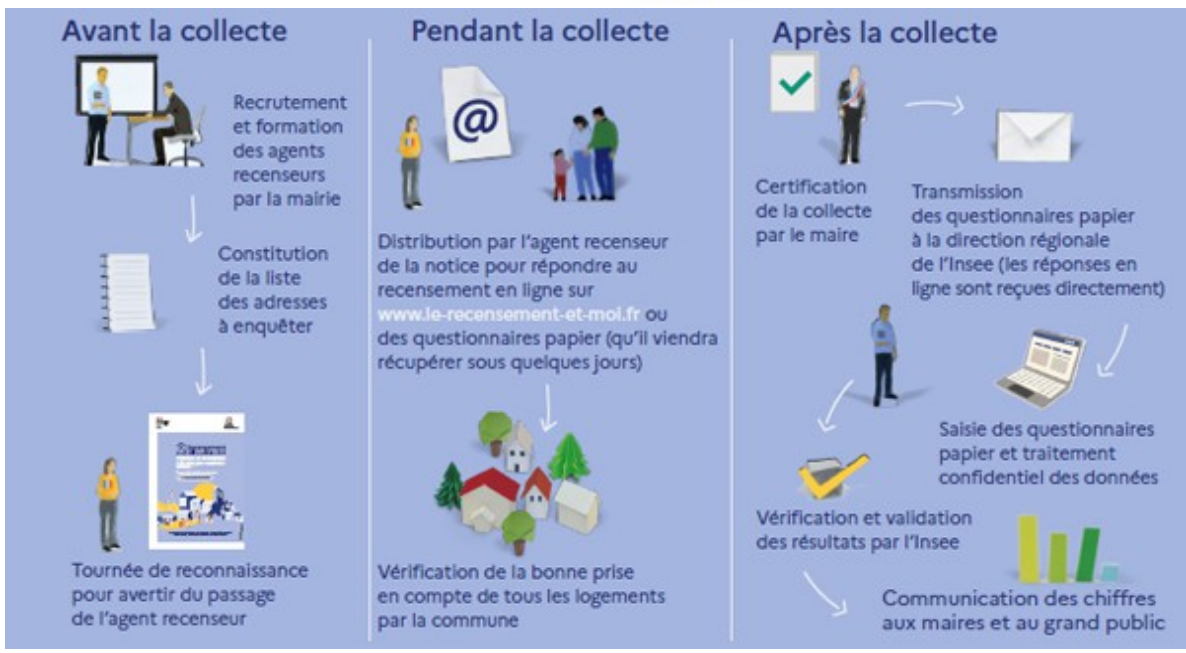 Avant la collecte
Recrutement
et formation
des agents
recenseurs
par la mairie
Constitution
de la liste
des adresses
à enquêter
Tournée de reconnaissance
pour avertir du passage
de l'agent recenseur
Pendant la collecte
@
Distribution par l'agent recenseur
de la notice pour répondre au
recensement en ligne sur
www.le-recensement-et-moi.fr ou
des questionnaires papier (qu'il viendra
récupérer sous quelques jours)
Vérification de la bonne prise
en compte de tous les logements
par la commune
Après la collecte
Certification
de la collecte
par le maire
Transmission
des questionnaires papier
à la direction régionale
de l'Insee (les réponses en
ligne sont reçues directement)
Saisie des questionnaires
papier et traitement
confidentiel des données
Vérification et validation
des résultats par l'Insee
Communication des chiffres
aux maires et au grand public